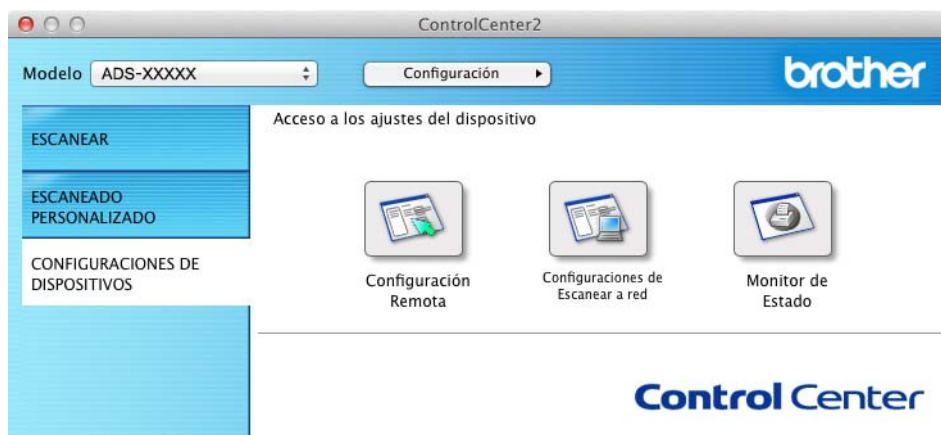 ControlCenter2
Modelo
ADS-XXXXX
Configuración
brother
ESCANEAR
ESCANEADO
PERSONALIZADO
CONFIGURACIONES DE
DISPOSITIVOS
Acceso a los ajustes del dispositivo
Configuración
Remota
Configuraciones de
Escanear a red
Monitor de
Estado
Control Center